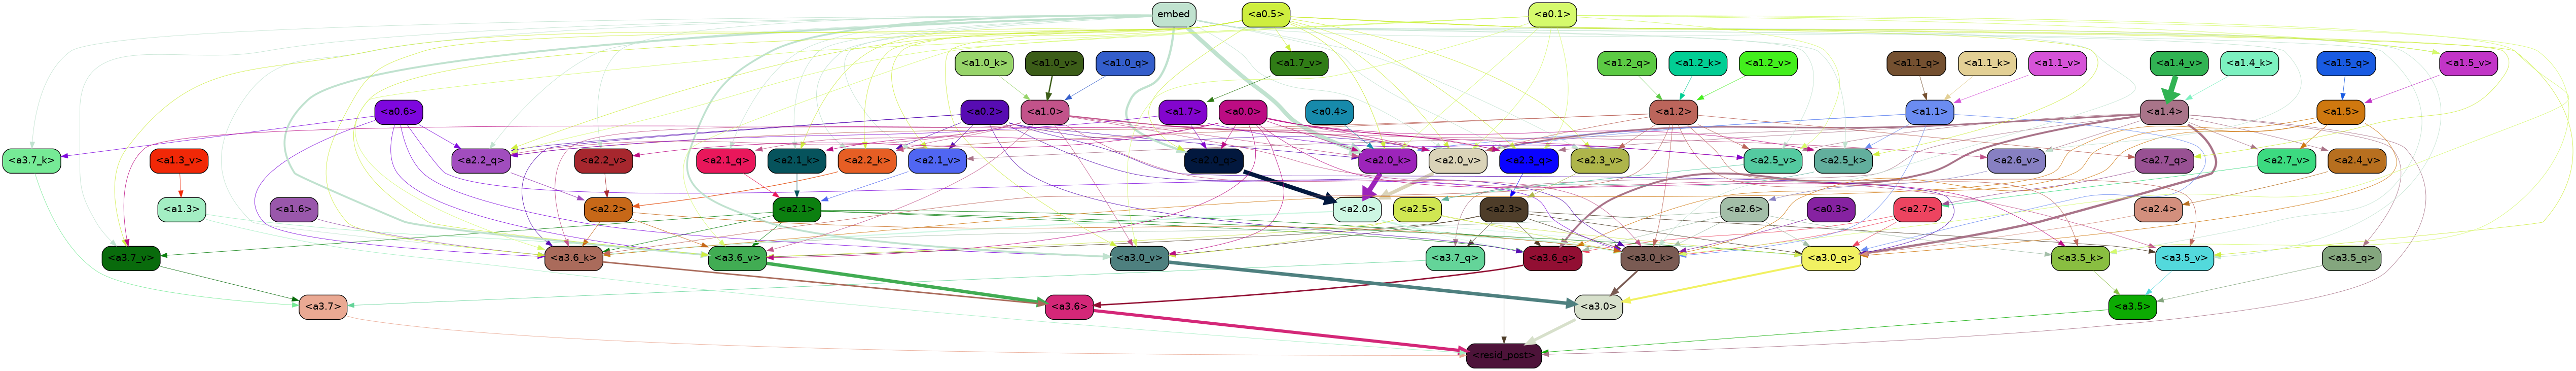 embed <a0.5> <a0.1>
<a1.0_k> <a1.0_v> <a1.0_q> <a1.7_v> <a1.2_q> <a1.2_k> <a1.2_v> <a1.1_q> <a1.1_k> <a1.1_v> <a1.4_v> <a1.4_k> <a1.5_q> <a1.5_v>
<a0.6> <a0.2> <a1.0> <a1.7> <a0.0> <a0.4> <a1.2> <a1.1> <a1.4> <a1.5>
<a3.7_k> <a1.3_v> <a2.2_q> <a2.2_v> <a2.1_q> <a2.1_k> <a2.2_k> <a2.1_v> <a2.0_q> <a2.0_k> <a2.0_v> <a2.3_q> <a2.3_v> <a2.5_v> <a2.5_k> <a2.6_v> <a2.7_q> <a2.7_v> <a2.4_v>
<a1.3> <a1.6> <a2.2> <a2.1> <a2.0> <a2.5> <a2.3> <a2.6> <a0.3> <a2.7> <a2.4>
<a3.7_v> <a3.6_k> <a3.6_v> <a3.0_v> <a3.7_q> <a3.6_q> <a3.0_k> <a3.0_q> <a3.5_k> <a3.5_v> <a3.5_q>
<a3.7> <a3.6> <a3.0> <a3.5>
<resid_post>